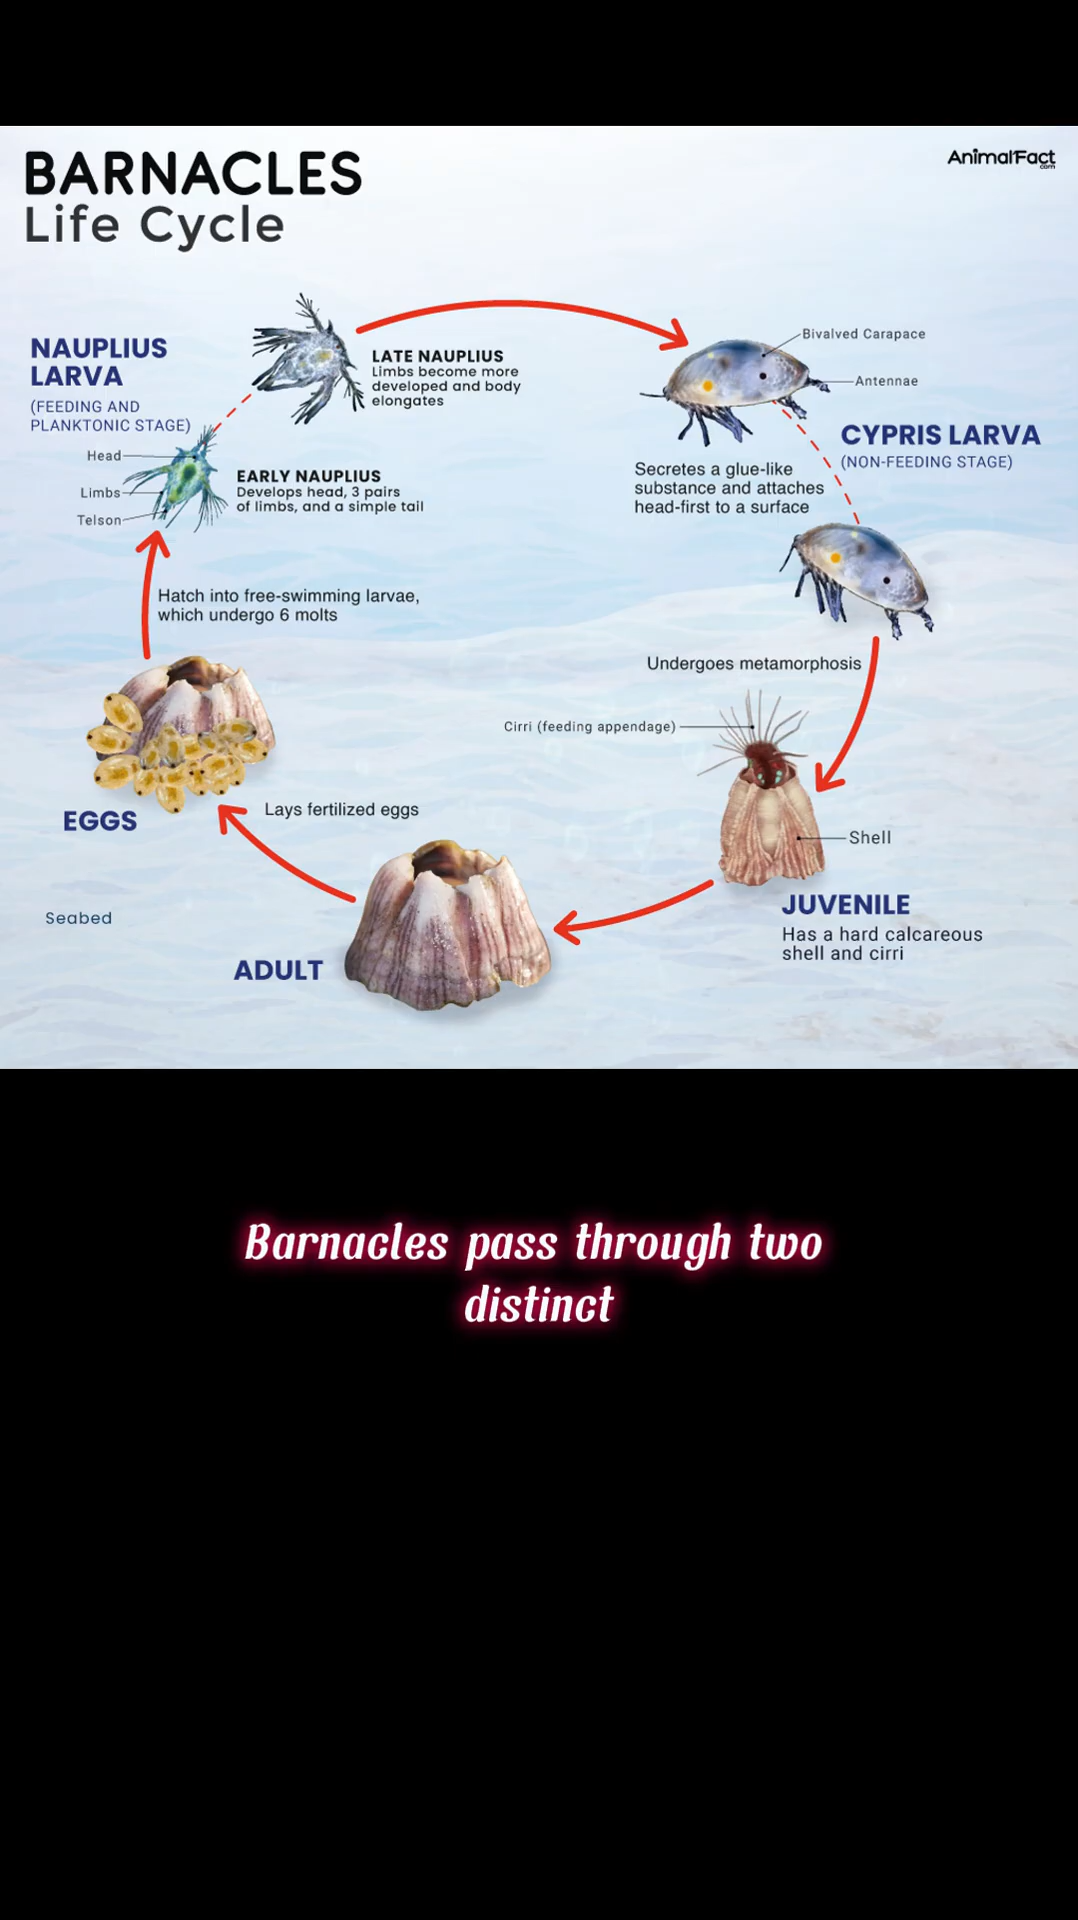 BARNACLES
Life Cycle
AnimalFact
.com
NAUPLIUS
LARVA
(FEEDING AND
PLANKTONIC STAGE)
LATE NAUPLIUS
Limbs become more
developed and body
elongates
Head
Limbs
Telson
EARLY NAUPLIUS
Develops head, 3 pairs
of limbs, and a simple tail
Bivalved Carapace
Antennae
CYPRIS LARVA
(NON-FEEDING STAGE)
Secretes a glue-like
substance and attaches
head-first to a surface
Hatch into free-swimming larvae,
which undergo 6 molts
Undergoes metamorphosis
Cirri (feeding appendage)
Shell
JUVENILE
Has a hard calcareous
shell and cirri
EGGS
Lays fertilized eggs
Seabed
ADULT
Barnacles pass through two
distinct